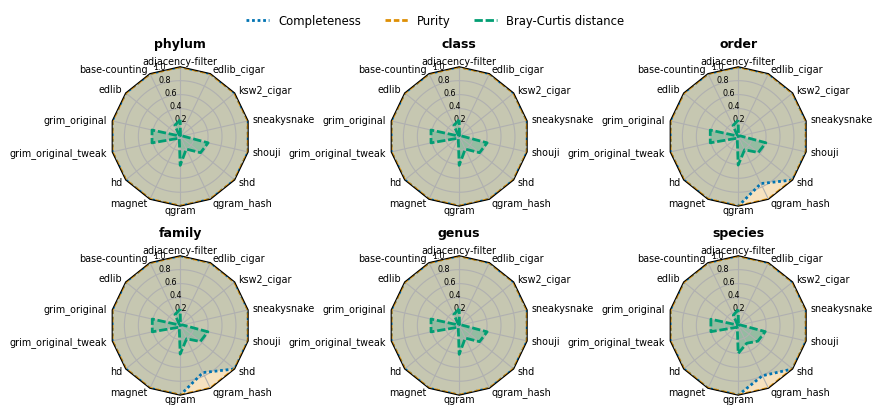 Completeness Purity Bray-Curtis distance
phylum
adjacency-filter
base-counting 1.0 edlib_cigar
0.8
edlib ksw2_cigar
0.6
0.4
grim_original 0.2 sneakysnake
grim_original_tweak shouji
hd shd
magnet qgram_hash
qgram
class
adjacency-filter
base-counting 1.0 edlib_cigar
0.8
edlib ksw2_cigar
0.6
0.4
grim_original 0.2 sneakysnake
grim_original_tweak shouji
hd shd
magnet qgram_hash
qgram
order
adjacency-filter
base-counting 1.0 edlib_cigar
0.8
edlib ksw2_cigar
0.6
0.4
grim_original 0.2 sneakysnake
grim_original_tweak shouji
hd shd
magnet qgram_hash
qgram
family
adjacency-filter
base-counting 1.0 edlib_cigar
0.8
edlib ksw2_cigar
0.6
0.4
grim_original 0.2 sneakysnake
grim_original_tweak shouji
hd shd
magnet qgram_hash
qgram
genus
adjacency-filter
base-counting 1.0 edlib_cigar
0.8
edlib ksw2_cigar
0.6
0.4
grim_original 0.2 sneakysnake
grim_original_tweak shouji
hd shd
magnet qgram_hash
qgram
species
adjacency-filter
base-counting 1.0 edlib_cigar
0.8
edlib ksw2_cigar
0.6
0.4
grim_original 0.2 sneakysnake
grim_original_tweak shouji
hd shd
magnet qgram_hash
qgram